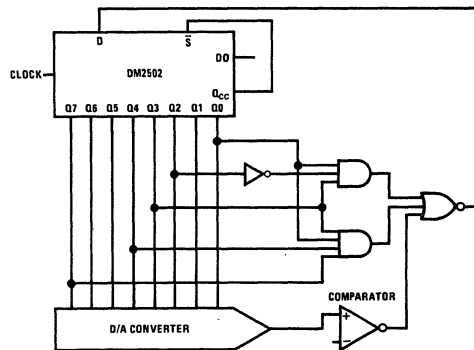 D S̅
DO
CLOCK DM2502
QCC
Q7 Q6 Q5 Q4 Q3 Q2 Q1 Q0
COMPARATOR
+
D/A CONVERTER
−